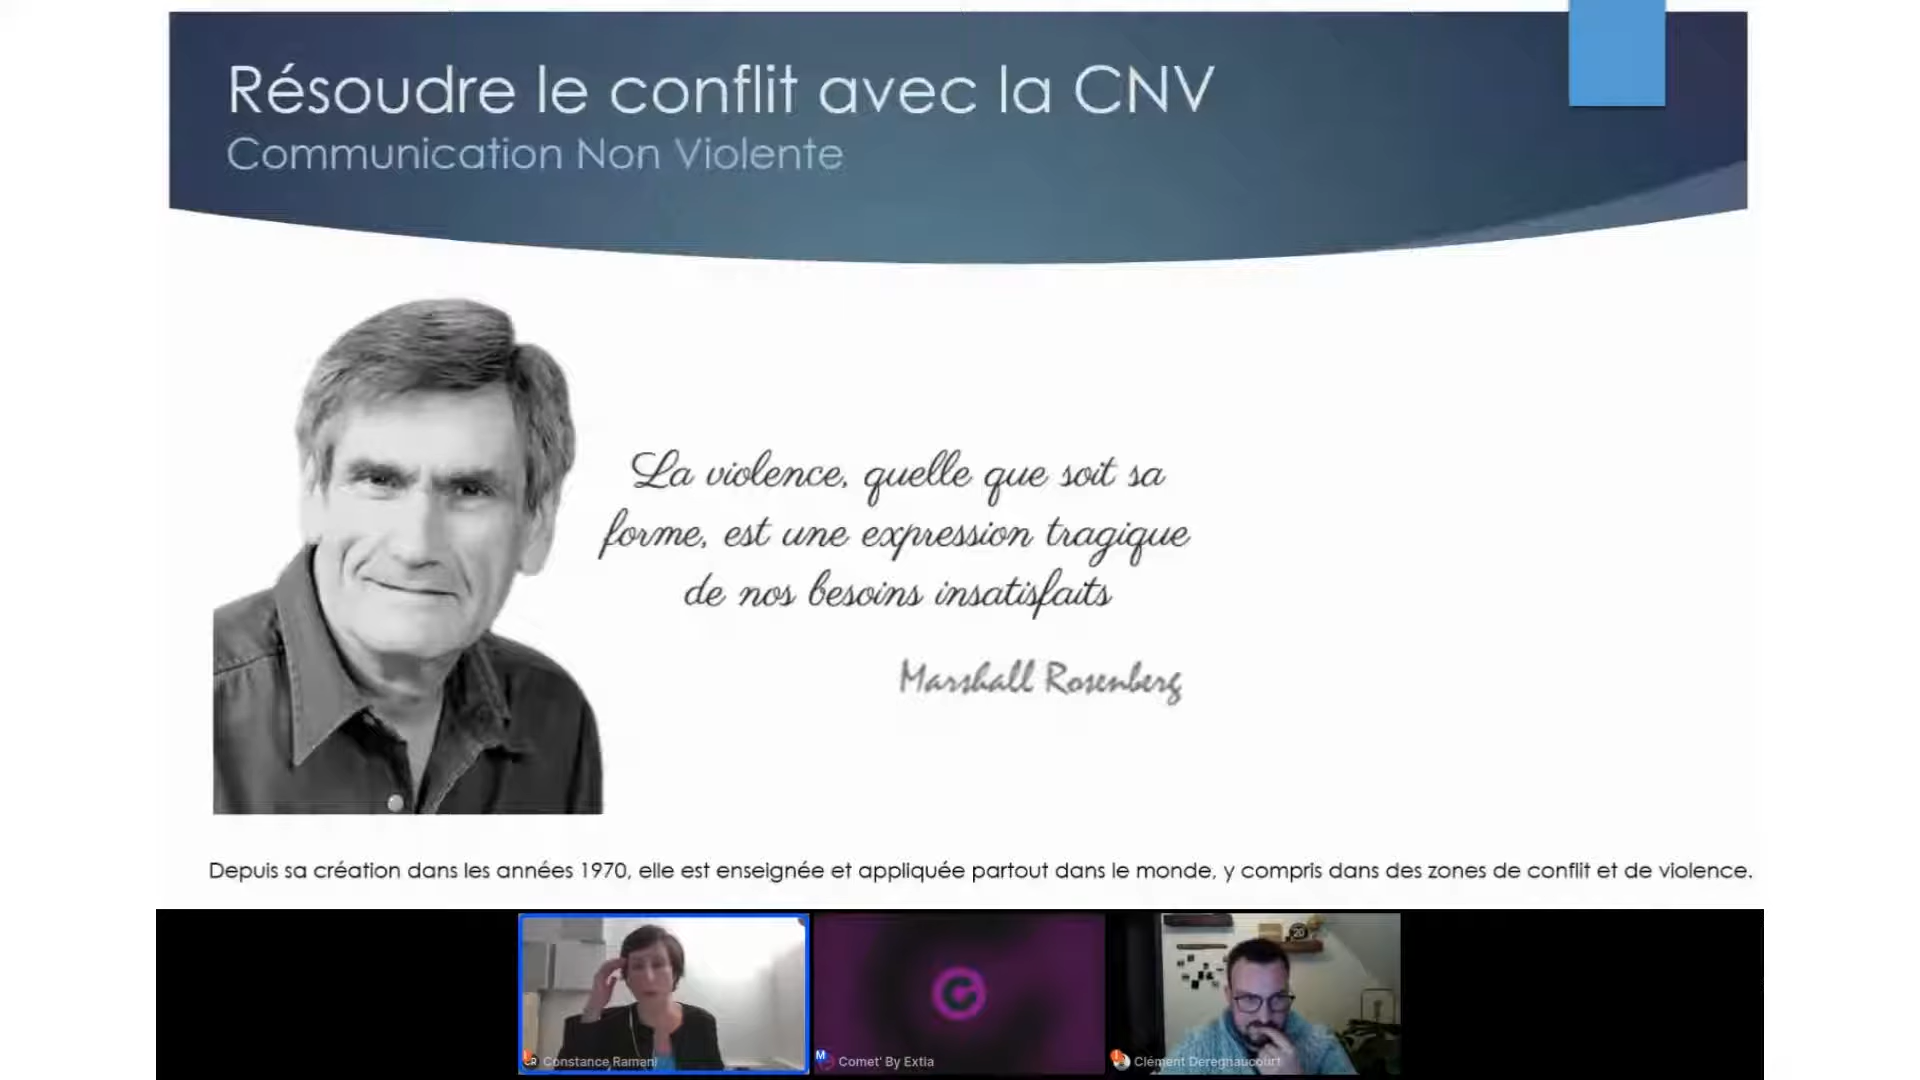 Résoudre le conflit avec la CNV
Communication Non Violente
La violence, quelle que soit sa
forme, est une expression tragique
de nos besoins insatisfaits
Marshall Rosenberg
Depuis sa création dans les années 1970, elle est enseignée et appliquée partout dans le monde, y compris dans des zones de conflit et de violence.
20
CR Constance Ramani
M Comet' By Extia
Clément Deregnaucourt